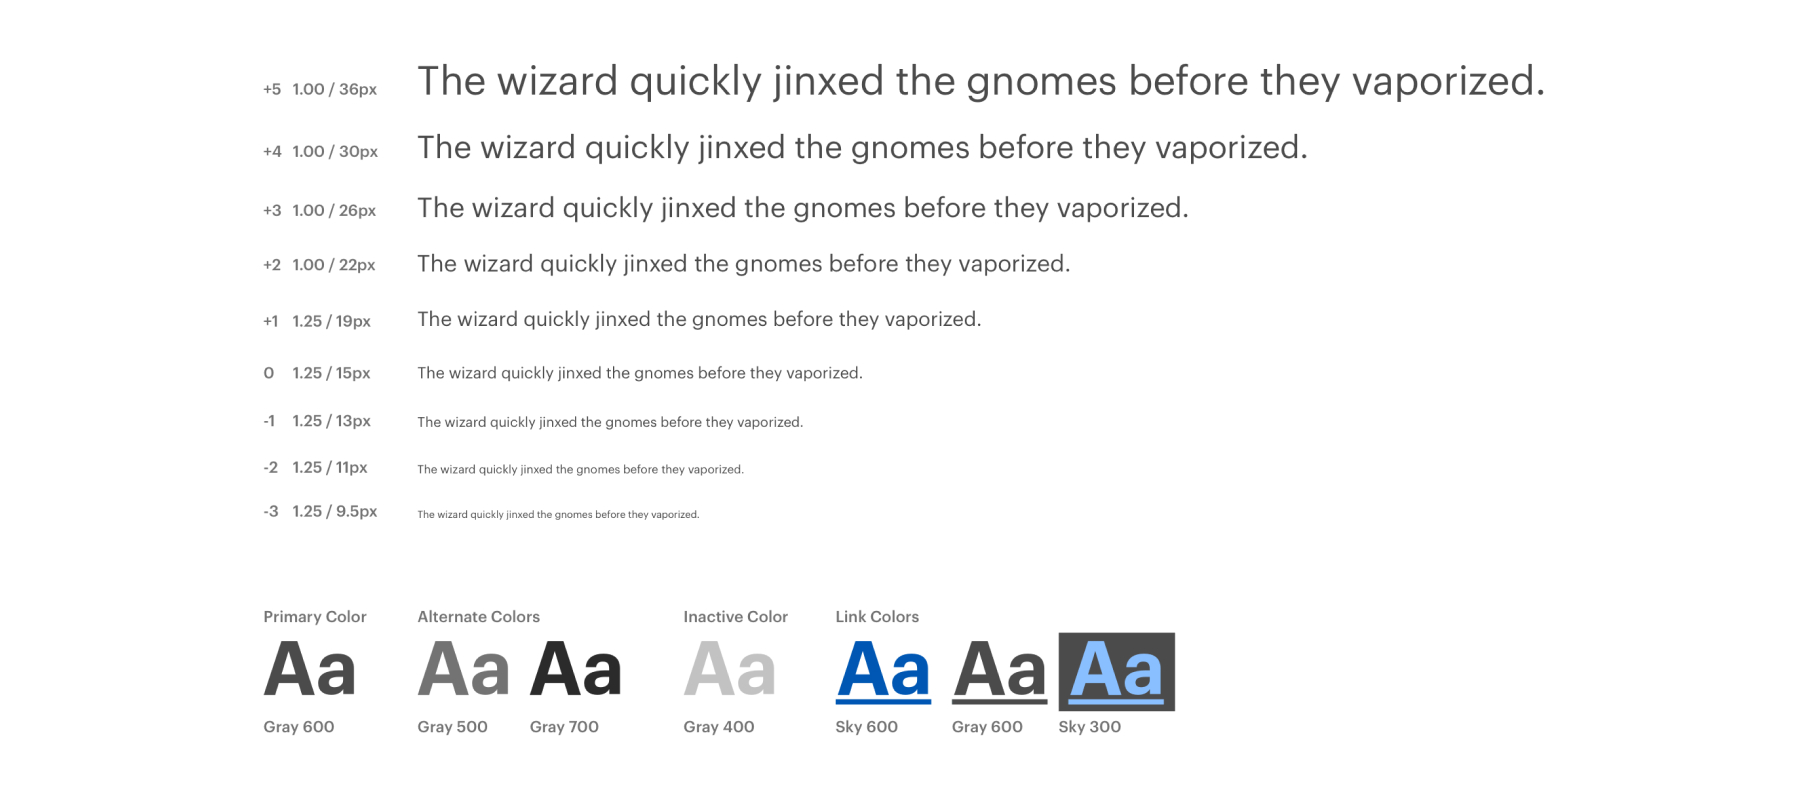 +5 1.00 / 36px The wizard quickly jinxed the gnomes before they vaporized.
+4 1.00 / 30px The wizard quickly jinxed the gnomes before they vaporized.
+3 1.00 / 26px The wizard quickly jinxed the gnomes before they vaporized.
+2 1.00 / 22px The wizard quickly jinxed the gnomes before they vaporized.
+1 1.25 / 19px The wizard quickly jinxed the gnomes before they vaporized.
0 1.25 / 15px The wizard quickly jinxed the gnomes before they vaporized.
-1 1.25 / 13px The wizard quickly jinxed the gnomes before they vaporized.
-2 1.25 / 11px The wizard quickly jinxed the gnomes before they vaporized.
-3 1.25 / 9.5px The wizard quickly jinxed the gnomes before they vaporized.
Primary Color Alternate Colors Inactive Color Link Colors
Aa Aa Aa Aa Aa Aa Aa
Gray 600 Gray 500 Gray 700 Gray 400 Sky 600 Gray 600 Sky 300